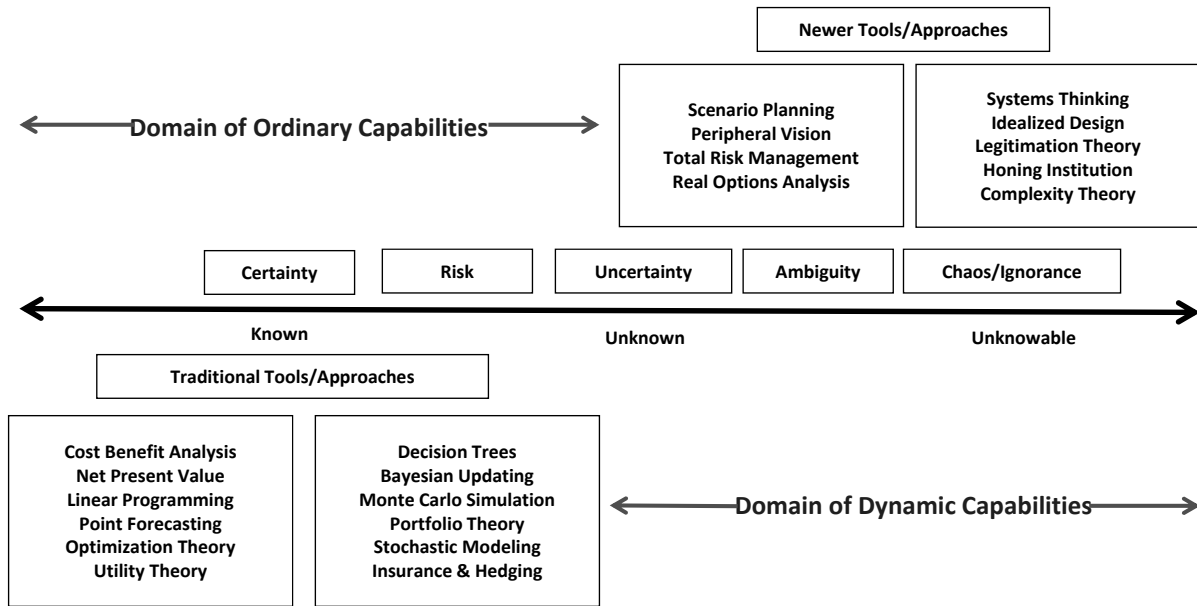 Newer Tools/Approaches
Domain of Ordinary Capabilities
Scenario Planning
Peripheral Vision
Total Risk Management
Real Options Analysis
Systems Thinking
Idealized Design
Legitimation Theory
Honing Institution
Complexity Theory
Certainty
Risk
Uncertainty
Ambiguity
Chaos/Ignorance
Known
Unknown
Unknowable
Traditional Tools/Approaches
Cost Benefit Analysis
Net Present Value
Linear Programming
Point Forecasting
Optimization Theory
Utility Theory
Decision Trees
Bayesian Updating
Monte Carlo Simulation
Portfolio Theory
Stochastic Modeling
Insurance & Hedging
Domain of Dynamic Capabilities